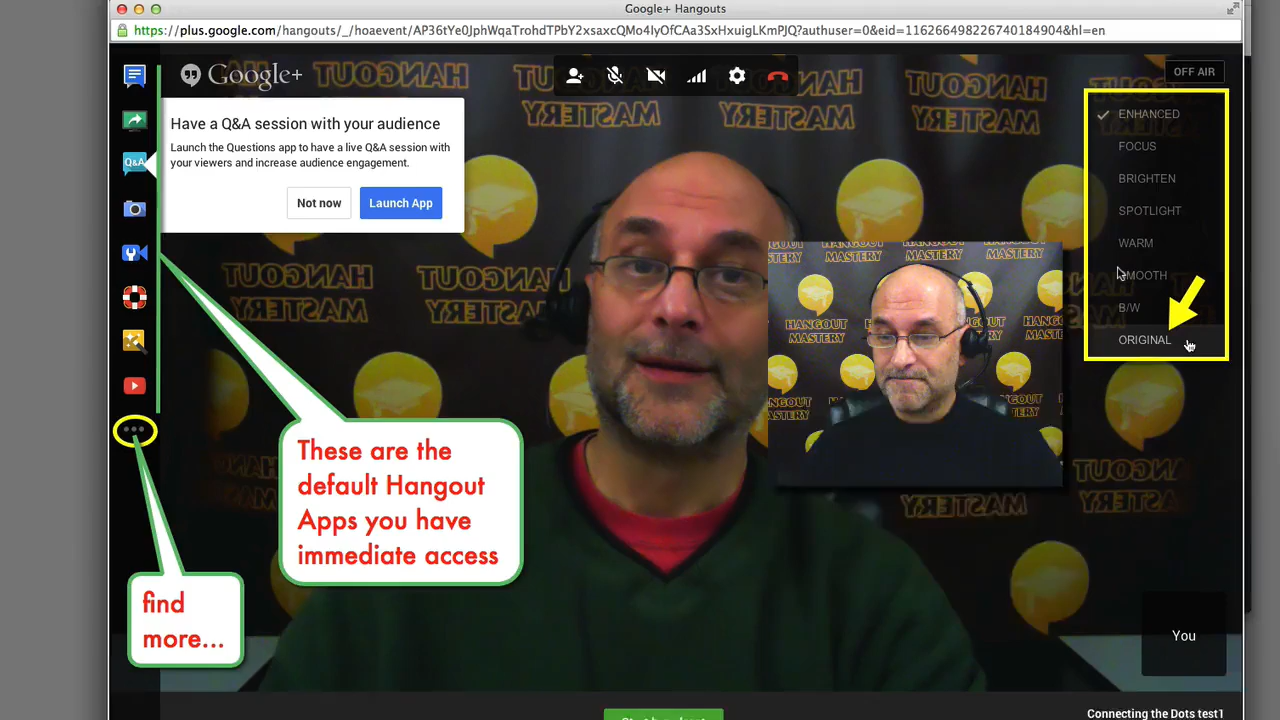 Google+ Hangouts
https://plus.google.com/hangouts/_/hoaevent/AP36tYe0JphWqaTrohdTPbY2xsaxcQMo4IyOfCAa3SxHxuigLKmPJQ?authuser=0&eid=116266498226740184904&hl=en
Google+
OFF AIR
Have a Q&A session with your audience
Launch the Questions app to have a live Q&A session with
your viewers and increase audience engagement.
Not now
Launch App
Q&A
ENHANCED
FOCUS
BRIGHTEN
SPOTLIGHT
WARM
SMOOTH
B/W
ORIGINAL
HANGOUT
MASTERY
HANGOUT
MASTERY
These are the
default Hangout
Apps you have
immediate access
find
more...
You
Connecting the Dots test1